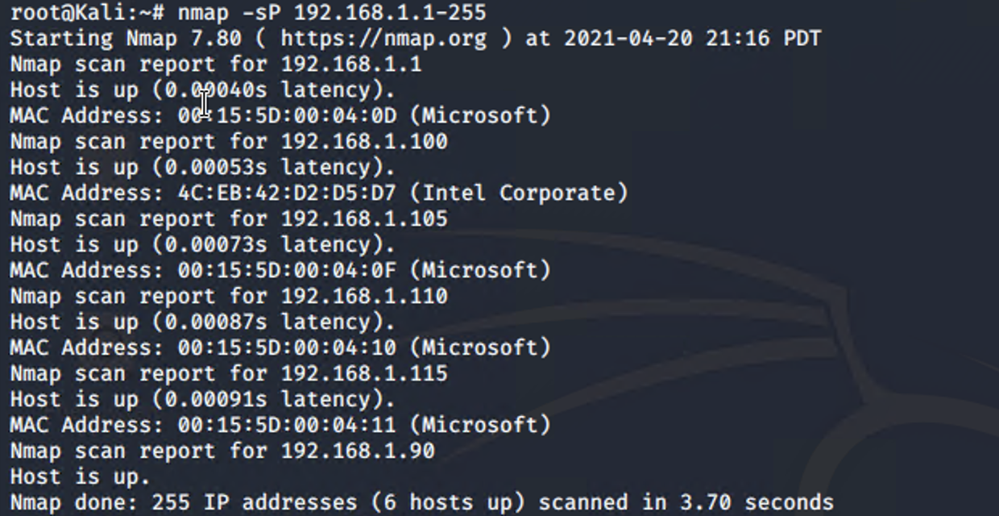 root@Kali:~# nmap -sP 192.168.1.1-255
Starting Nmap 7.80 ( https://nmap.org ) at 2021-04-20 21:16 PDT
Nmap scan report for 192.168.1.1
Host is up (0.00040s latency).
MAC Address: 00:15:5D:00:04:0D (Microsoft)
Nmap scan report for 192.168.1.100
Host is up (0.00053s latency).
MAC Address: 4C:EB:42:D2:D5:D7 (Intel Corporate)
Nmap scan report for 192.168.1.105
Host is up (0.00073s latency).
MAC Address: 00:15:5D:00:04:0F (Microsoft)
Nmap scan report for 192.168.1.110
Host is up (0.00087s latency).
MAC Address: 00:15:5D:00:04:10 (Microsoft)
Nmap scan report for 192.168.1.115
Host is up (0.00091s latency).
MAC Address: 00:15:5D:00:04:11 (Microsoft)
Nmap scan report for 192.168.1.90
Host is up.
Nmap done: 255 IP addresses (6 hosts up) scanned in 3.70 seconds